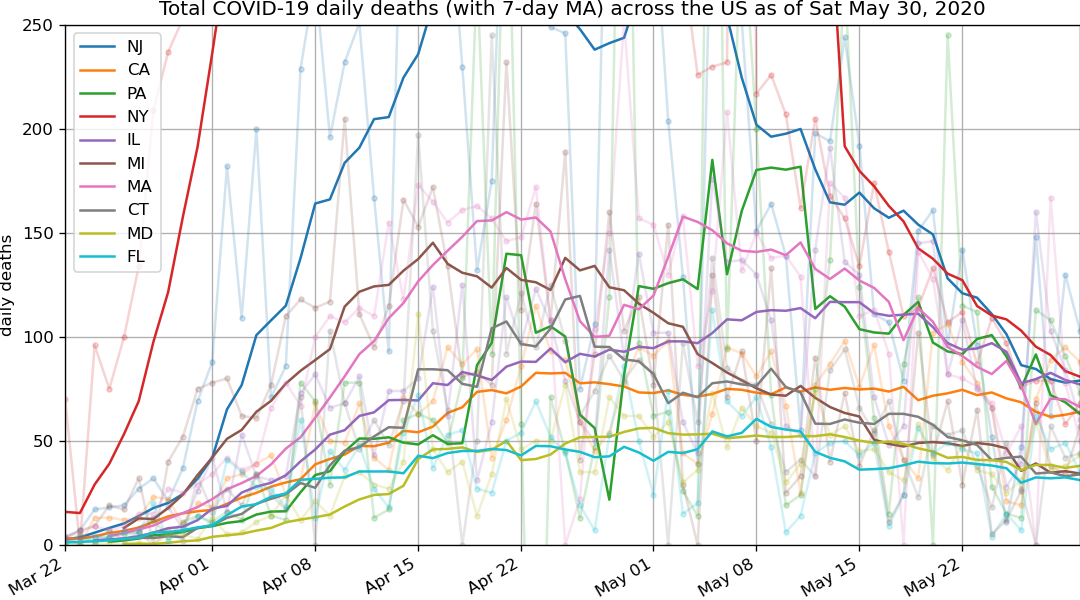 Total COVID-19 daily deaths (with 7-day MA) across the US as of Sat May 30, 2020
daily deaths
250
200
150
100
50
0
NJ
CA
PA
NY
IL
MI
MA
CT
MD
FL
Mar 22
Apr 01
Apr 08
Apr 15
Apr 22
May 01
May 08
May 15
May 22